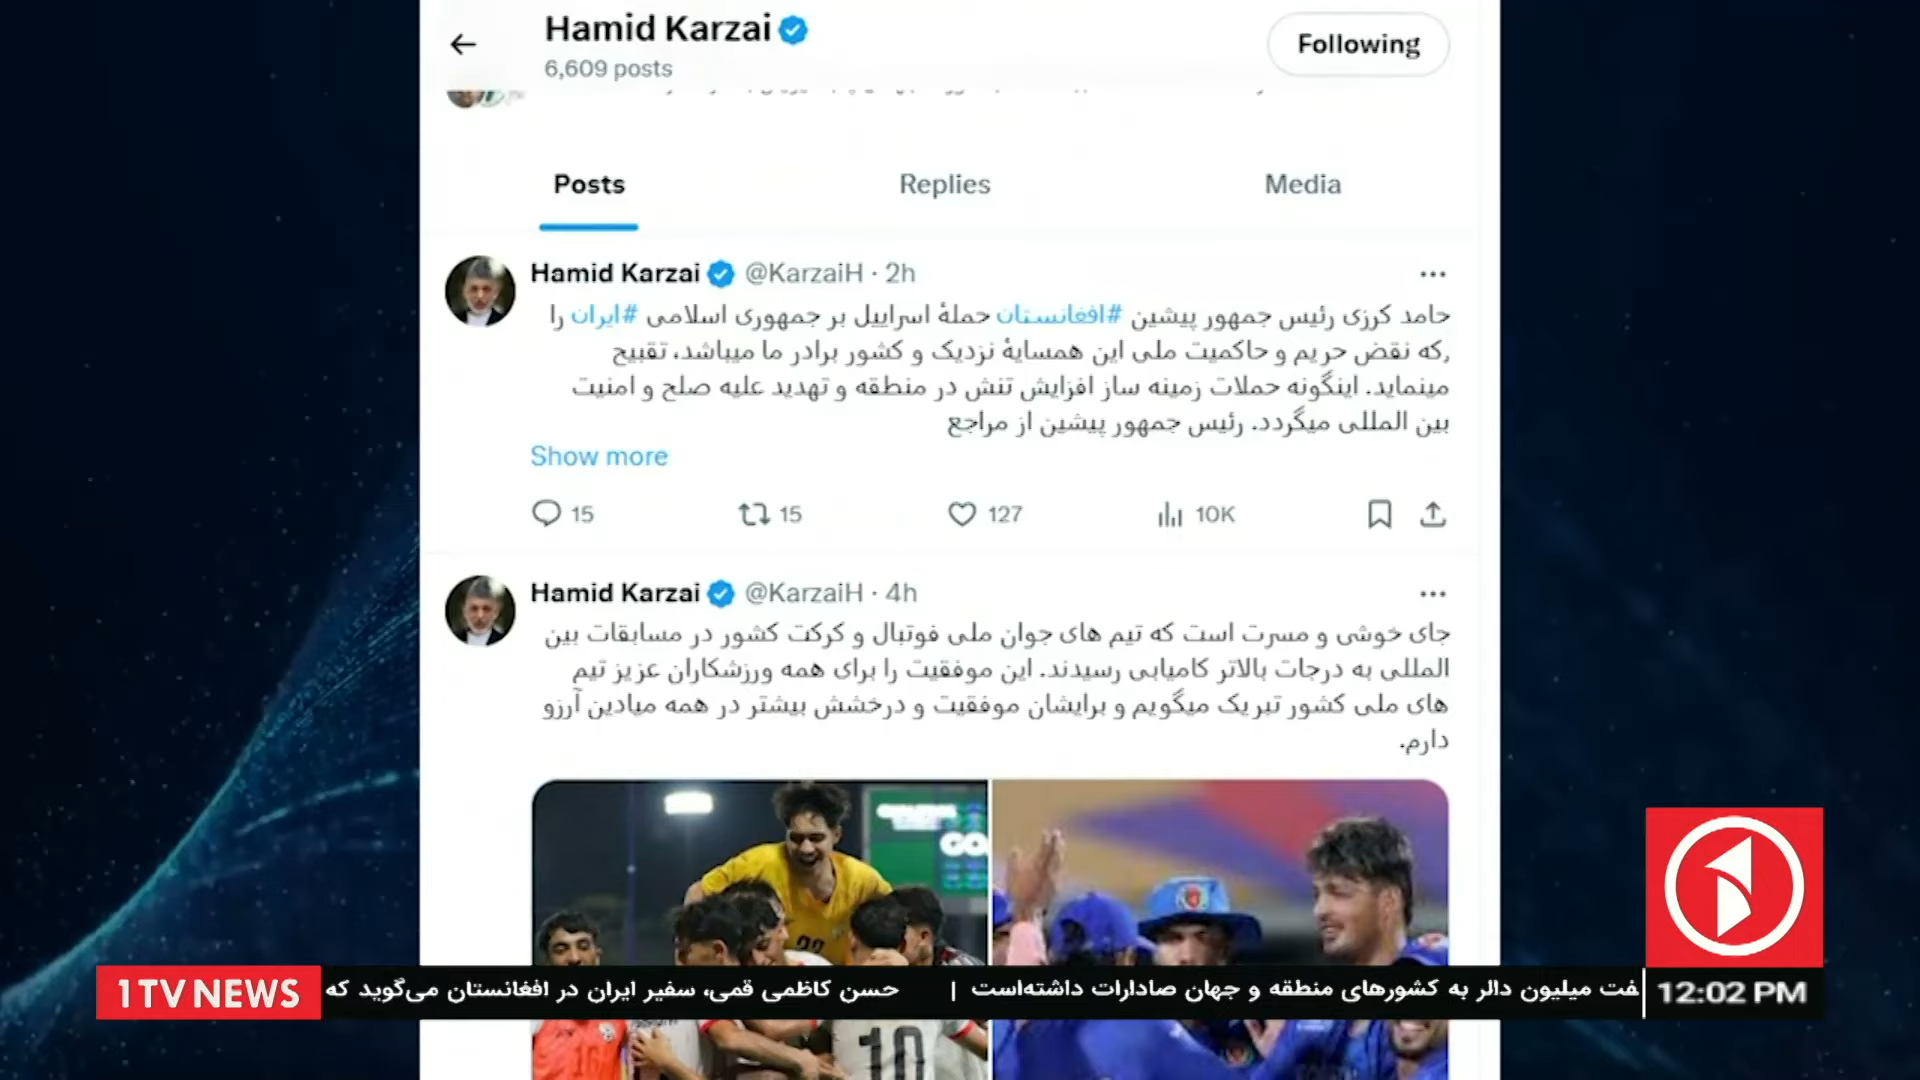 Hamid Karzai
6,609 posts
Following
Posts
Replies
Media
Hamid Karzai @KarzaiH · 2h
حامد کرزی رئیس جمهور پیشین #افغانستان حملهٔ اسراییل بر جمهوری اسلامی #ایران را
,که نقض حریم و حاکمیت ملی این همسایهٔ نزدیک و کشور برادر ما میباشد، تقبیح
مینماید. اینگونه حملات زمینه ساز افزایش تنش در منطقه و تهدید علیه صلح و امنیت
بین المللی میگردد. رئیس جمهور پیشین از مراجع
Show more
15
15
127
10K
Hamid Karzai @KarzaiH · 4h
جای خوشی و مسرت است که تیم های جوان ملی فوتبال و کرکت کشور در مسابقات بین
المللی به درجات بالاتر کامیابی رسیدند. این موفقیت را برای همه ورزشکاران عزیز تیم
های ملی کشور تبریک میگویم و برایشان موفقیت و درخشش بیشتر در همه میادین آرزو
دارم.
1TV NEWS
فت میلیون دالر به کشورهای منطقه و جهان صادارات داشته‌است | حسن کاظمی قمی، سفیر ایران در افغانستان می‌گوید که
12:02 PM
10